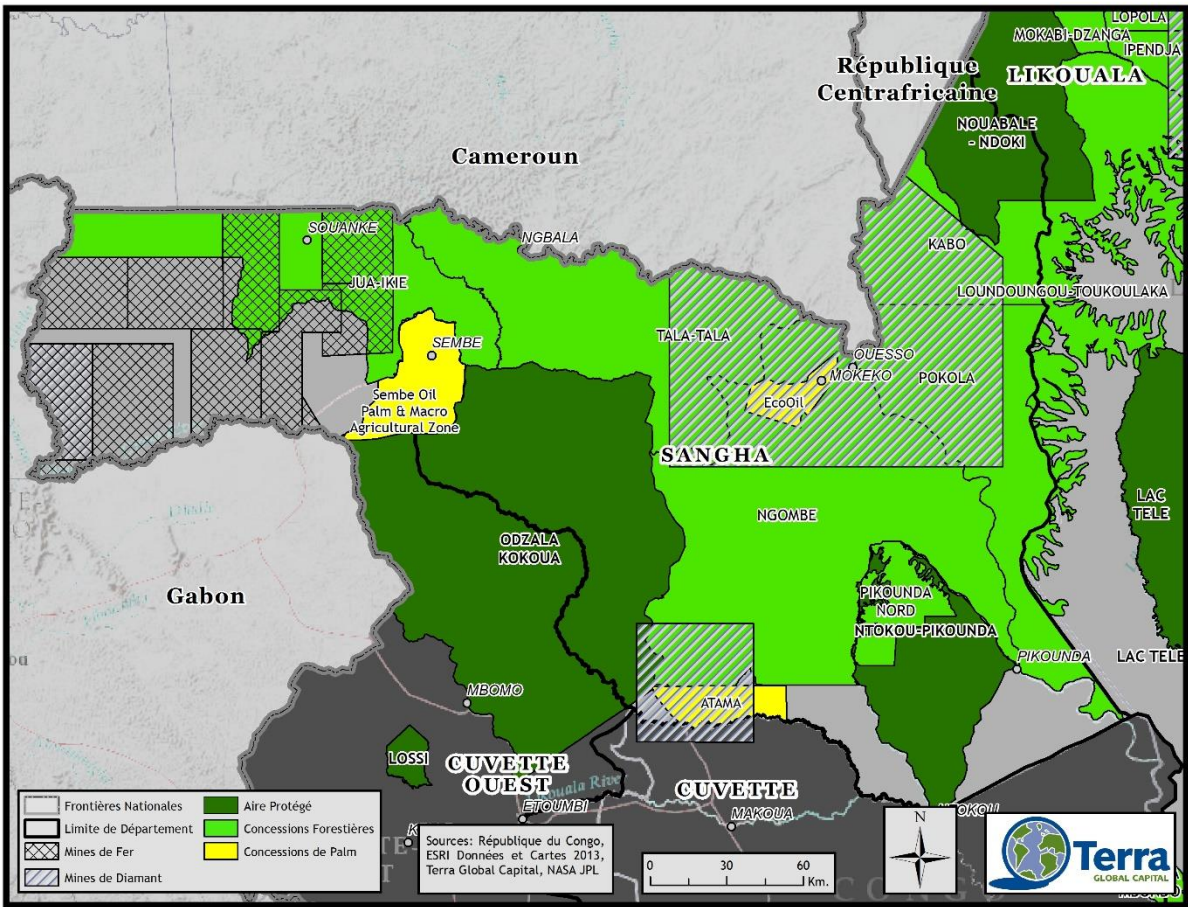 LOPOLA
MOKABI-DZANGA
IPENDJA
République
Centrafricaine
LIKOUALA
NOUABALE
- NDOKI
Cameroun
SOUANKE
NGBALA
KABO
JUA-IKIE
LOUNDOUNGOU-TOUKOULAKA
TALA-TALA
SEMBE
OUESSO
MOKEKO
POKOLA
Sembe Oil
Palm & Macro
Agricultural Zone
EcoOil
SANGHA
LAC
TELE
NGOMBE
ODZALA
KOKOUA
Gabon
PIKOUNDA
NORD
NTOKOU-PIKOUNDA
LAC TELE
PIKOUNDA
MBOMO
ATAMA
LOSSI
CUVETTE
OUEST
CUVETTE
ETOUMBI
MAKOUA
Frontières Nationales
Limite de Département
Mines de Fer
Mines de Diamant
Aire Protégé
Concessions Forestières
Concessions de Palm
Sources: République du Congo,
ESRI Données et Cartes 2013,
Terra Global Capital, NASA JPL
0 30 60
Km.
N
Terra
GLOBAL CAPITAL